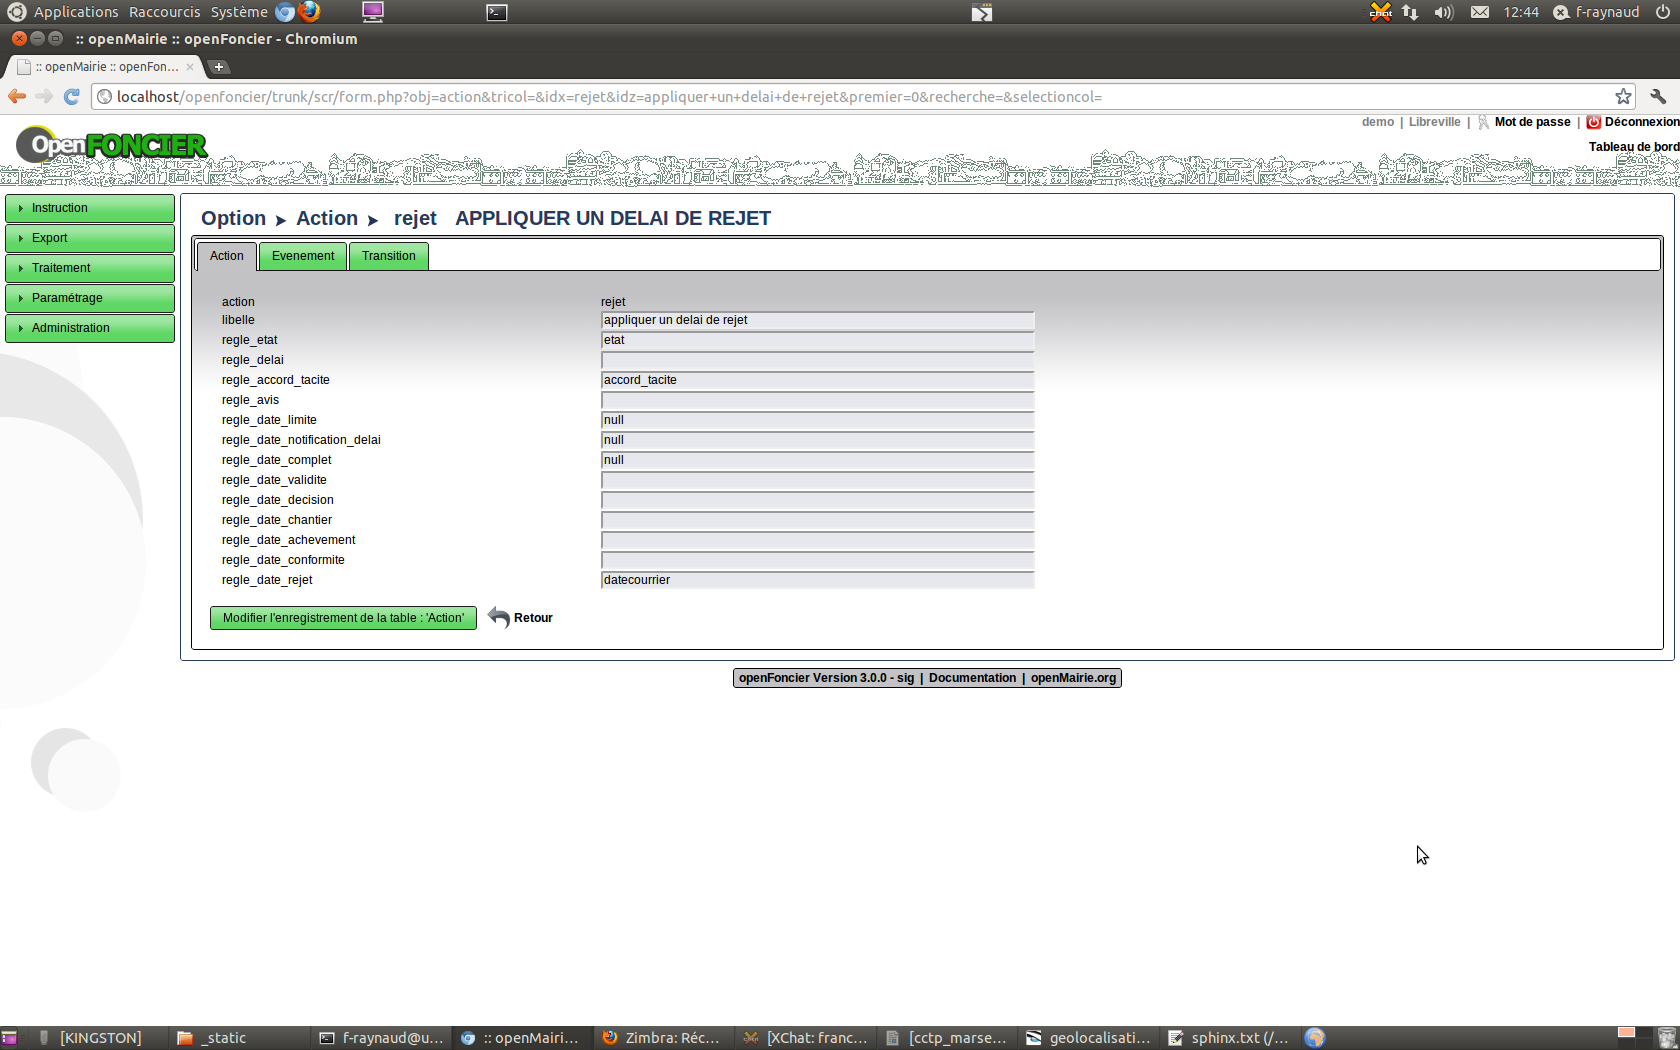 Applications Raccourcis Système 12:44 f-raynaud
:: openMairie :: openFoncier - Chromium
:: openMairie :: openFon...
localhost/openfoncier/trunk/scr/form.php?obj=action&tricol=&idx=rejet&idz=appliquer+un+delai+de+rejet&premier=0&recherche=&selectioncol=
demo | Libreville | Mot de passe | Déconnexion
OpenFONCIER
Tableau de bord
Instruction
Export
Traitement
Paramétrage
Administration
Option Action rejet APPLIQUER UN DELAI DE REJET
Action Evenement Transition
action rejet
libelle appliquer un delai de rejet
regle_etat etat
regle_delai
regle_accord_tacite accord_tacite
regle_avis
regle_date_limite null
regle_date_notification_delai null
regle_date_complet null
regle_date_validite
regle_date_decision
regle_date_chantier
regle_date_achevement
regle_date_conformite
regle_date_rejet datecourrier
Modifier l'enregistrement de la table : 'Action' Retour
openFoncier Version 3.0.0 - sig | Documentation | openMairie.org
[KINGSTON] _static f-raynaud@u... :: openMairi... Zimbra: Réc... [XChat: franc... [cctp_marse... geolocalisati... sphinx.txt (/...